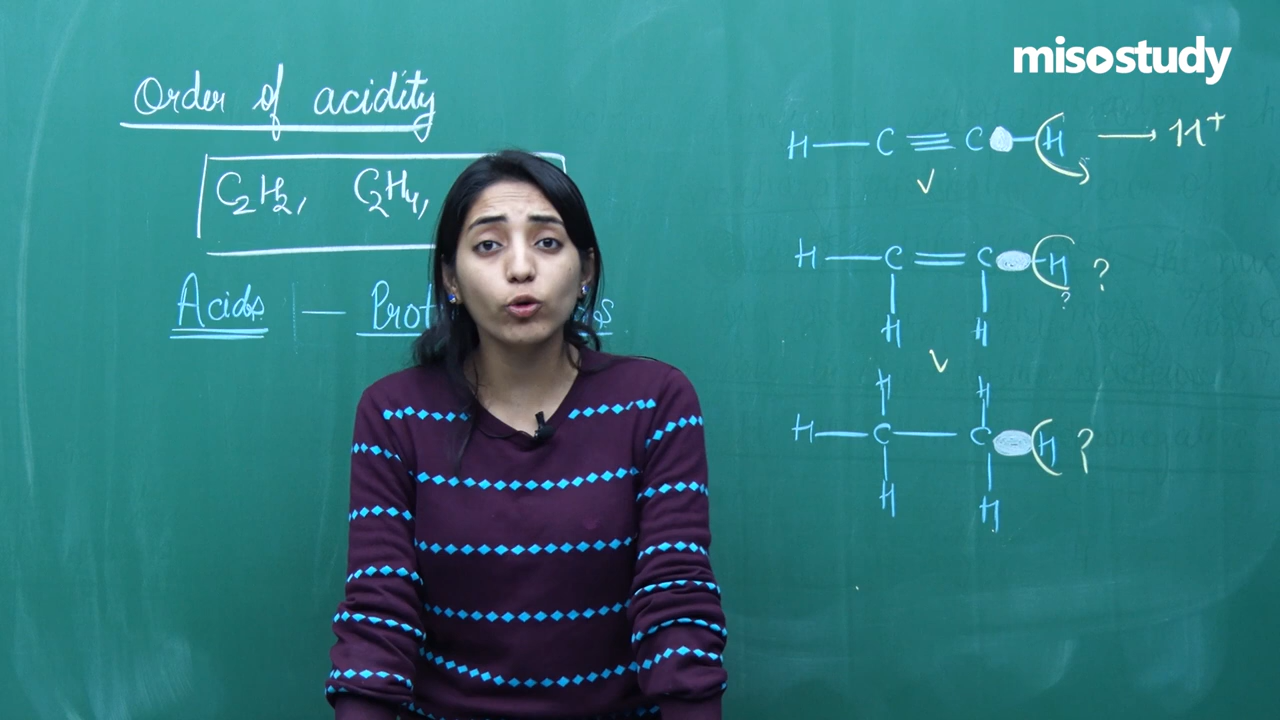 misostudy
Order of acidity
C₂H₂, C₂H₄,
Acids — Prot
H — C ≡ C — H → H⁺
H — C = C — H ?
?
H H
H H
H — C — C — H ?
H H